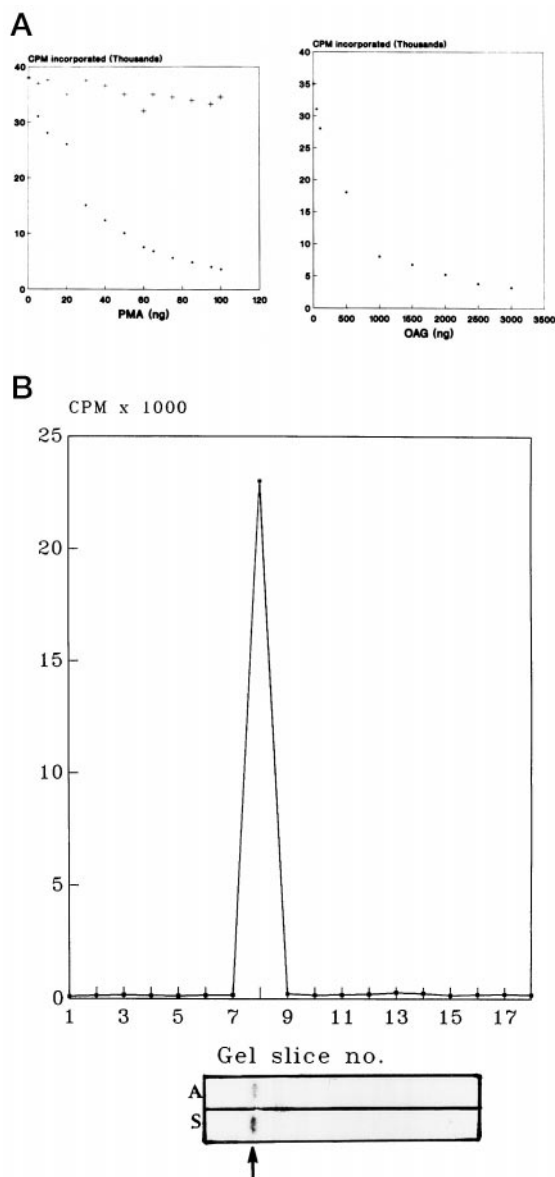 A
CPM incorporated (Thousands)
40
30
20
10
0
0 20 40 60 80 100 120
PMA (ng)
CPM incorporated (Thousands)
40
35
30
25
20
15
10
5
0
0 500 1000 1500 2000 2500 3000 3500
OAG (ng)
B
CPM x 1000
25
20
15
10
5
0
1 3 5 7 9 11 13 15 17
Gel slice no.
A
S